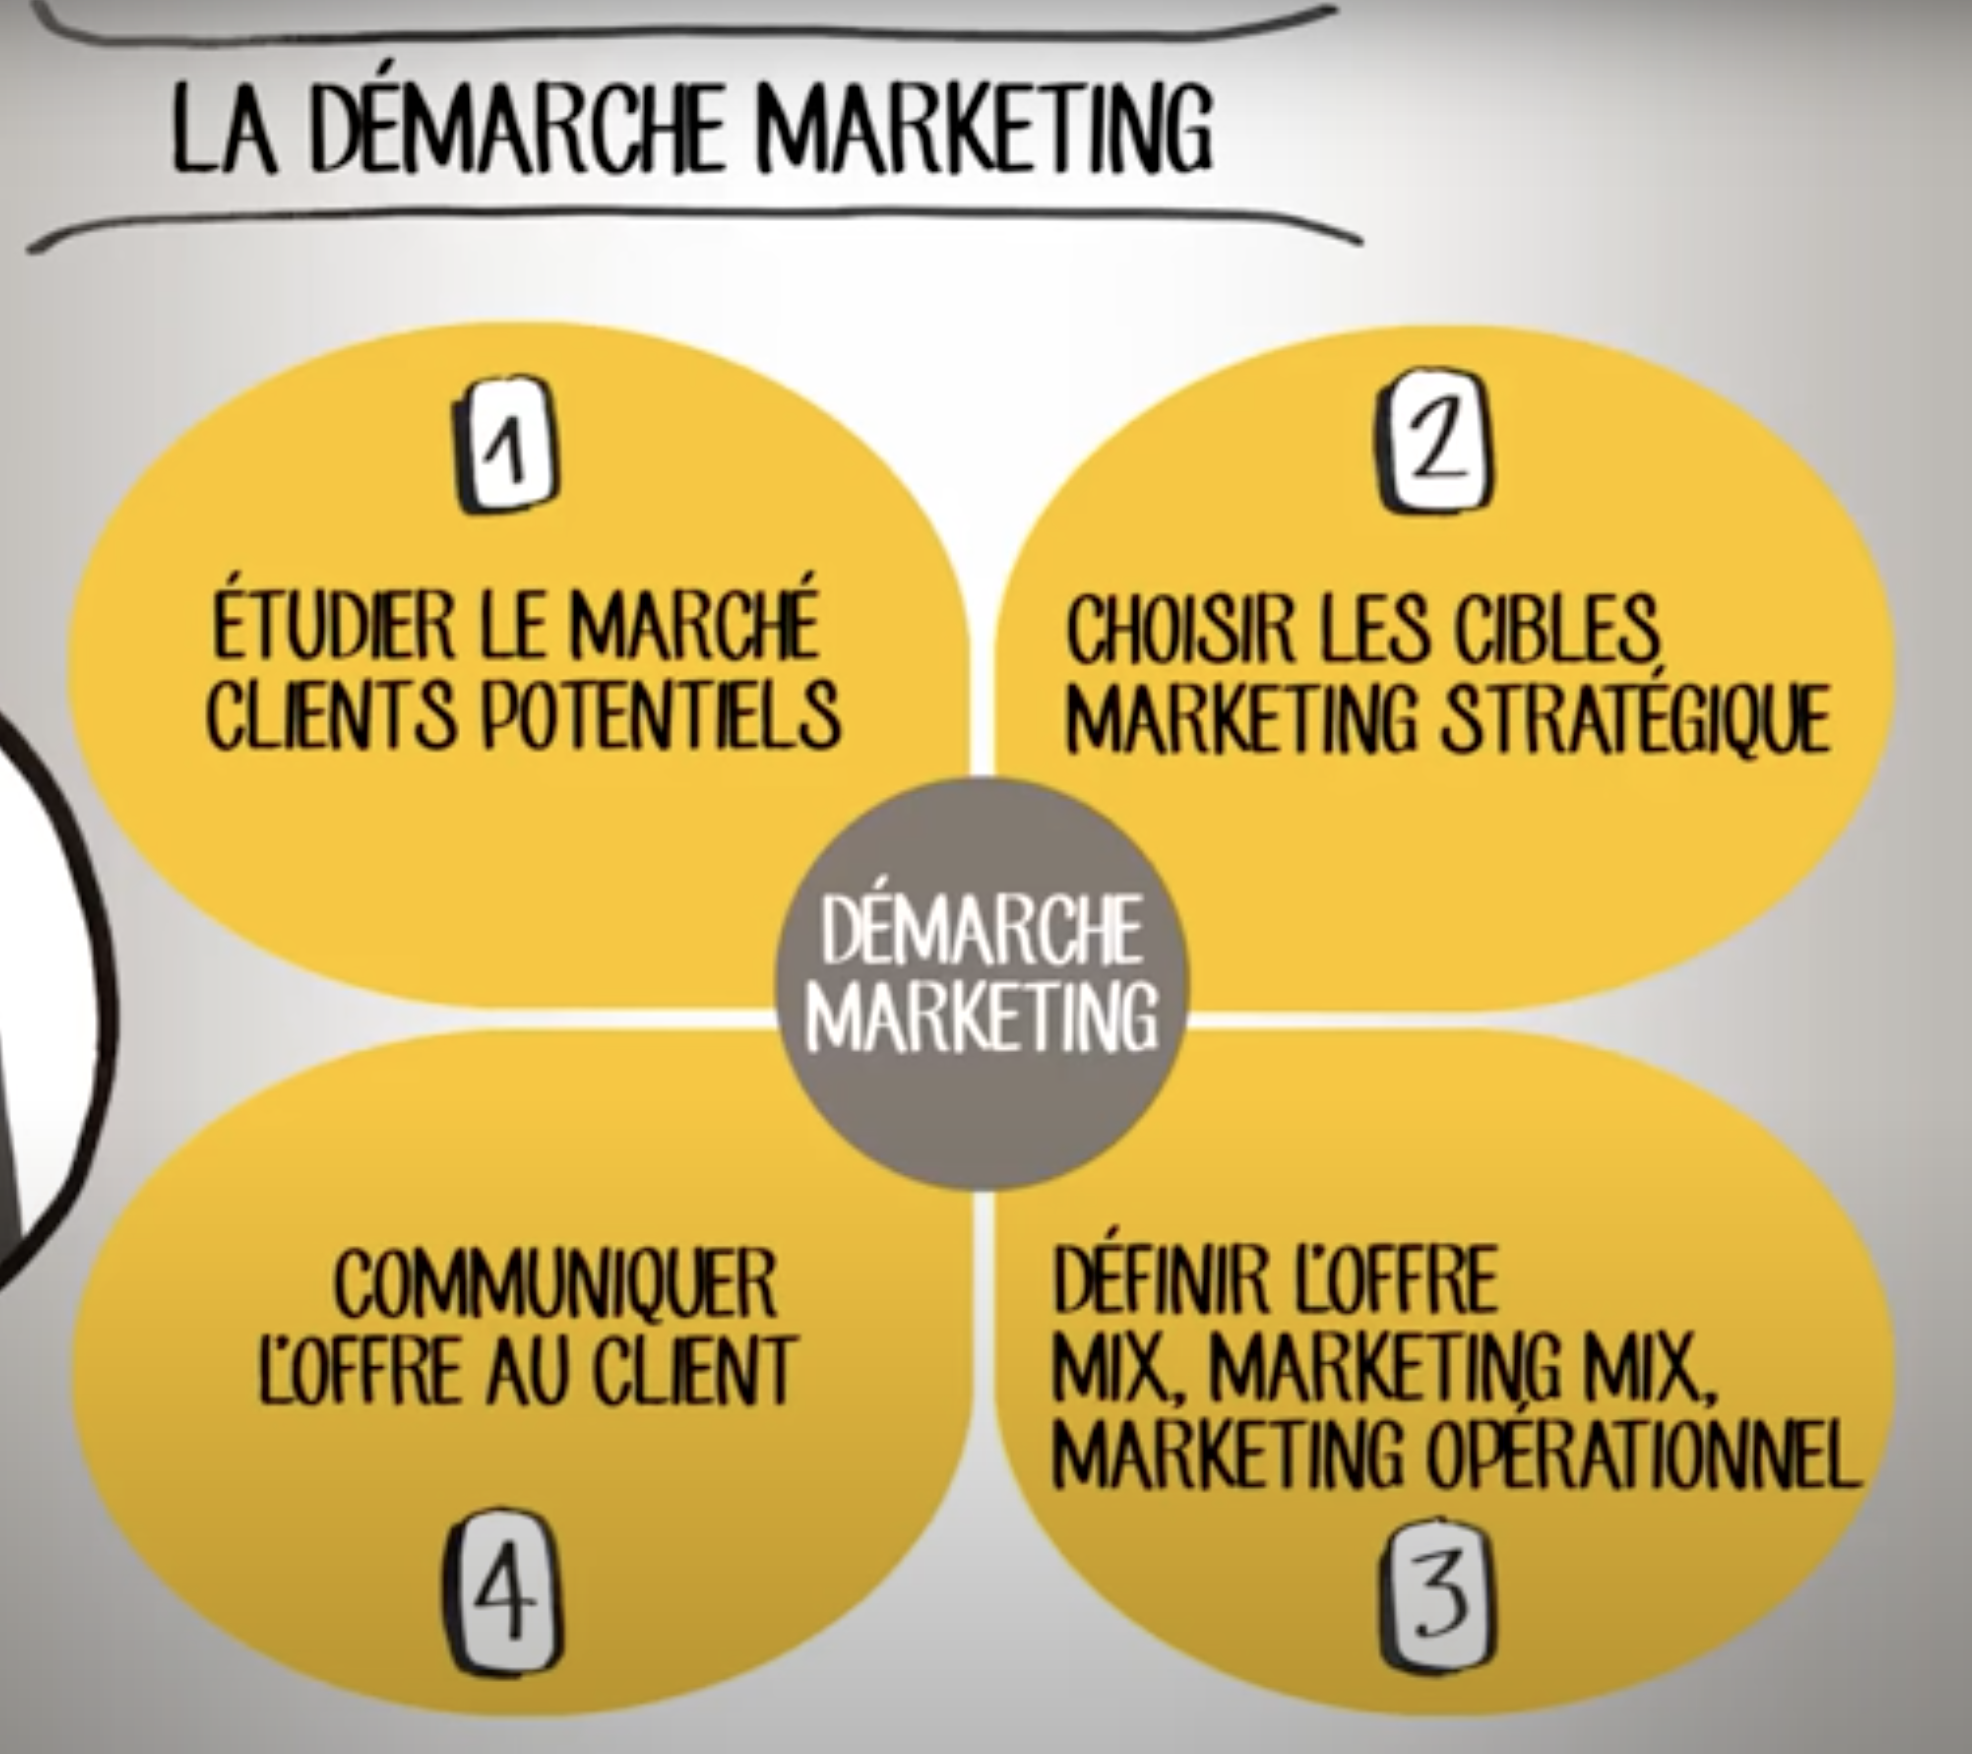 LA DÉMARCHE MARKETING
1
ÉTUDIER LE MARCHÉ
CLIENTS POTENTIELS
2
CHOISIR LES CIBLES
MARKETING STRATÉGIQUE
DÉMARCHE
MARKETING
DÉFINIR L'OFFRE
MIX, MARKETING MIX,
MARKETING OPÉRATIONNEL
3
COMMUNIQUER
L'OFFRE AU CLIENT
4